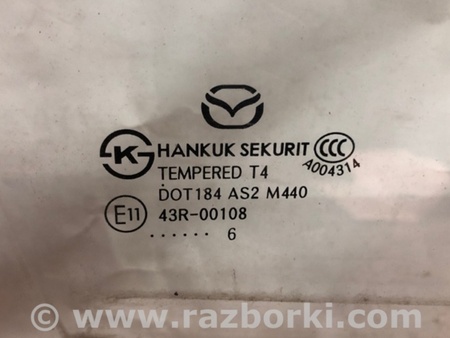 HANKUK SEKURIT CCC
A004314
TEMPERED T4
DOT184 AS2 M440
E11 43R-00108
...... 6
© www.razborki.com